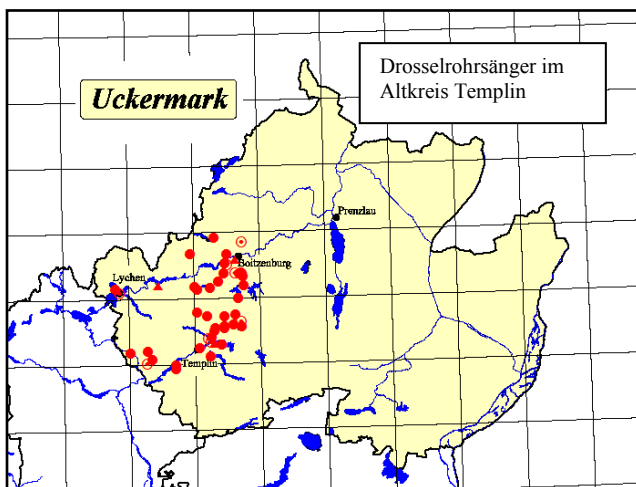 Drosselrohrsänger im
Altkreis Templin
Uckermark
Prenzlau
Boitzenburg
Lychen
Templin